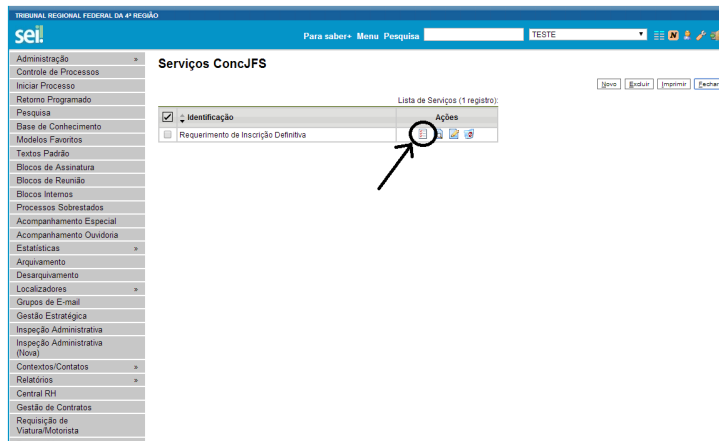 TRIBUNAL REGIONAL FEDERAL DA 4ª REGIÃO
sei!
Para saber+ Menu Pesquisa
TESTE
Administração »
Controle de Processos
Iniciar Processo
Retorno Programado
Pesquisa
Base de Conhecimento
Modelos Favoritos
Textos Padrão
Blocos de Assinatura
Blocos de Reunião
Blocos Internos
Processos Sobrestados
Acompanhamento Especial
Acompanhamento Ouvidoria
Estatísticas »
Arquivamento
Desarquivamento
Localizadores »
Grupos de E-mail
Gestão Estratégica
Inspeção Administrativa
Inspeção Administrativa
(Nova)
Contextos/Contatos »
Relatórios »
Central RH
Gestão de Contratos
Requisição de
Viatura/Motorista
Serviços ConcJFS
Novo Excluir Imprimir Fechar
Lista de Serviços (1 registro):
Identificação Ações
Requerimento de Inscrição Definitiva